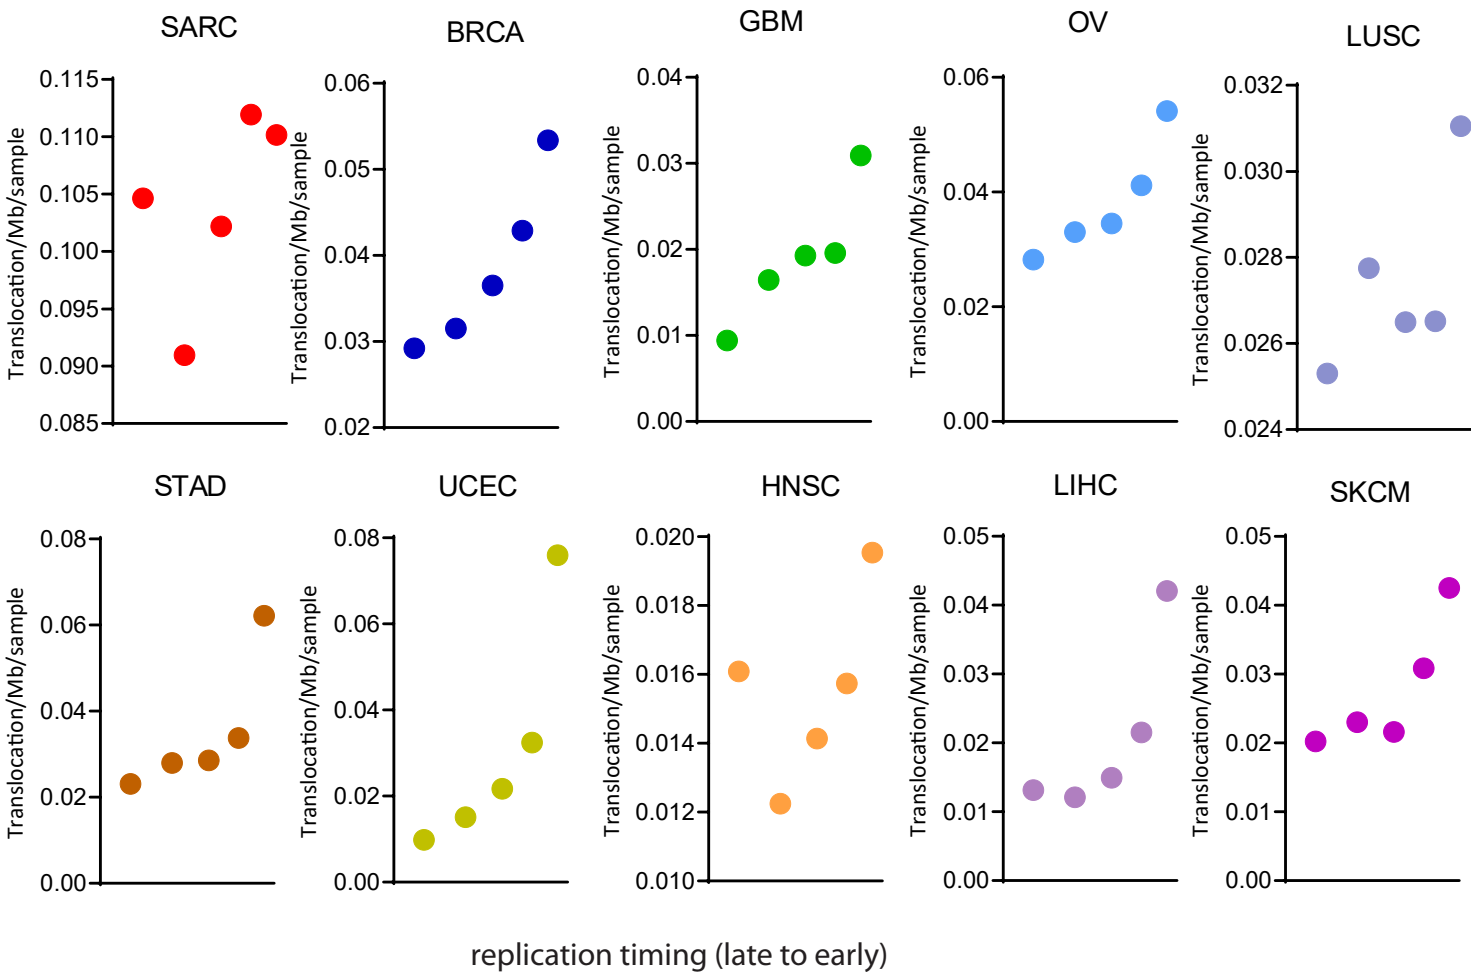 SARC
0.115
0.110
0.105
0.100
0.095
0.090
0.085
Translocation/Mb/sample
BRCA
0.06
0.05
0.04
0.03
0.02
Translocation/Mb/sample
GBM
0.04
0.03
0.02
0.01
0.00
Translocation/Mb/sample
OV
0.06
0.04
0.02
0.00
Translocation/Mb/sample
LUSC
0.032
0.030
0.028
0.026
0.024
Translocation/Mb/sample
STAD
0.08
0.06
0.04
0.02
0.00
Translocation/Mb/sample
UCEC
0.08
0.06
0.04
0.02
0.00
Translocation/Mb/sample
HNSC
0.020
0.018
0.016
0.014
0.012
0.010
Translocation/Mb/sample
LIHC
0.05
0.04
0.03
0.02
0.01
0.00
Translocation/Mb/sample
SKCM
0.05
0.04
0.03
0.02
0.01
0.00
Translocation/Mb/sample
replication timing (late to early)